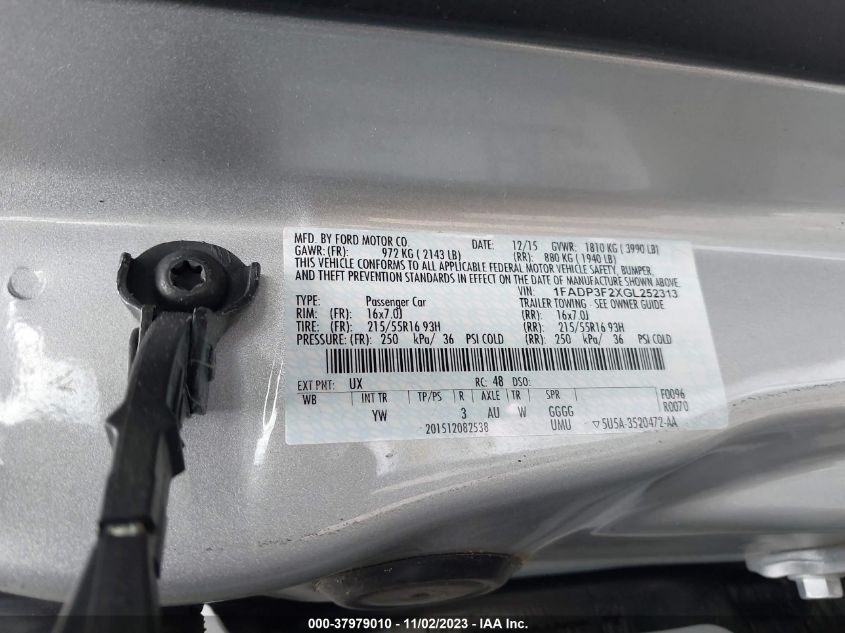 MFD. BY FORD MOTOR CO. DATE: 12/15 GVWR: 1810 KG ( 3990 LB)
GAWR: (FR): 972 KG ( 2143 LB) (RR): 880 KG ( 1940 LB)
THIS VEHICLE CONFORMS TO ALL APPLICABLE FEDERAL MOTOR VEHICLE SAFETY, BUMPER,
AND THEFT PREVENTION STANDARDS IN EFFECT ON THE DATE OF MANUFACTURE SHOWN ABOVE.
VIN: 1FADP3F2XGL252313
TYPE: Passenger Car TRAILER TOWING - SEE OWNER GUIDE
RIM: (FR): 16x7.0J (RR): 16x7.0J
TIRE: (FR): 215/55R16 93H (RR): 215/55R16 93H
PRESSURE: (FR): 250 kPa/ 36 PSI COLD (RR): 250 kPa/ 36 PSI COLD
EXT PNT: UX RC: 48 DSO:
WB INT TR TP/PS R AXLE TR SPR F0096
YW 3 AU W GGGG R0070
201512082538 UMU ▽5U5A-3520472-AA
000-37979010 - 11/02/2023 - IAA Inc.